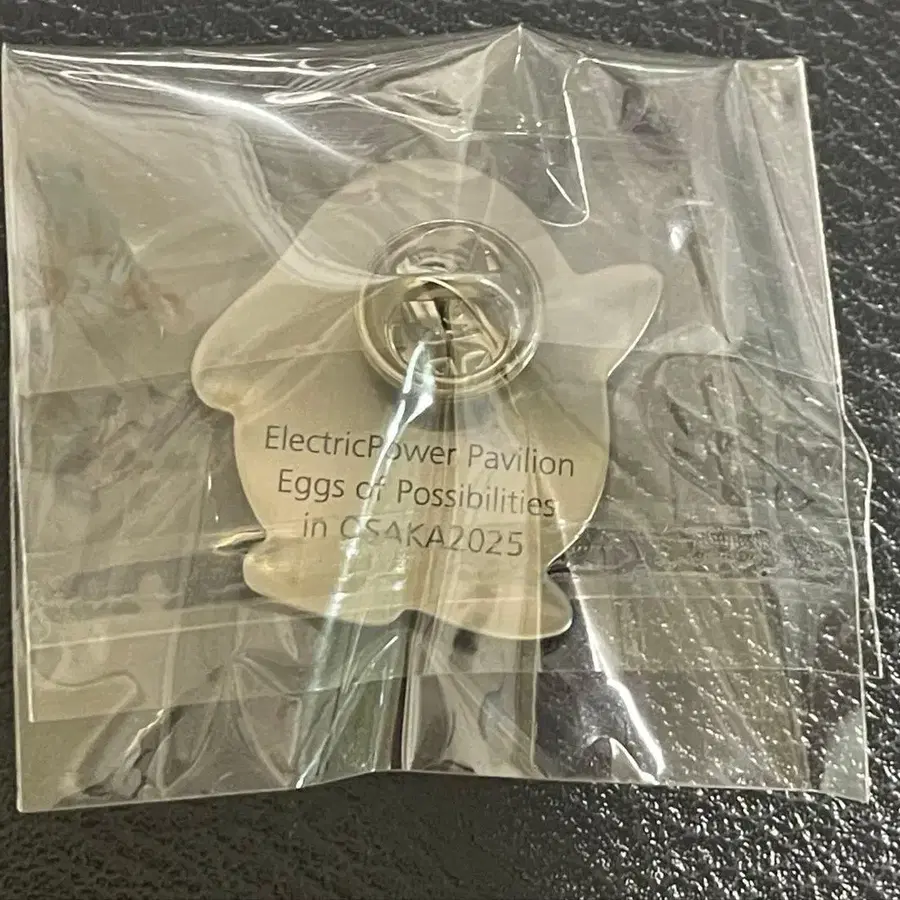 ElectricPower Pavilion
Eggs of Possibilities
in OSAKA2025